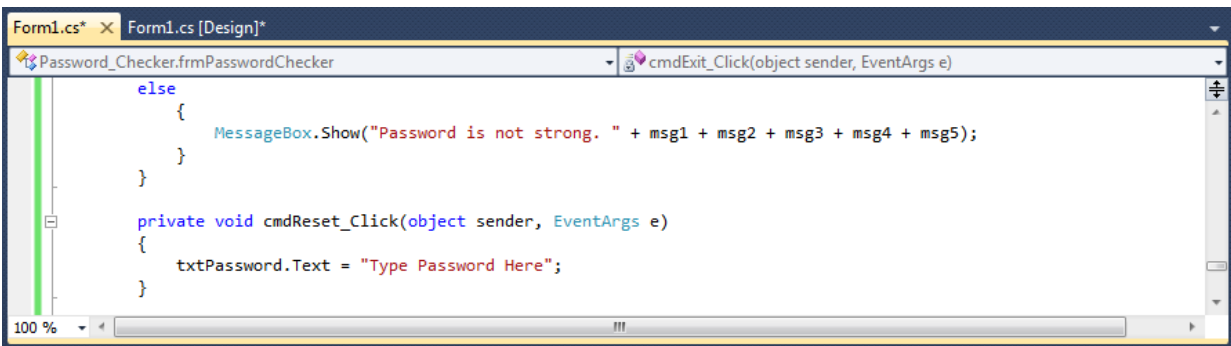 Form1.cs* × Form1.cs [Design]*
Password_Checker.frmPasswordChecker cmdExit_Click(object sender, EventArgs e)
else
{
MessageBox.Show("Password is not strong. " + msg1 + msg2 + msg3 + msg4 + msg5);
}
}
private void cmdReset_Click(object sender, EventArgs e)
{
txtPassword.Text = "Type Password Here";
}
100 %